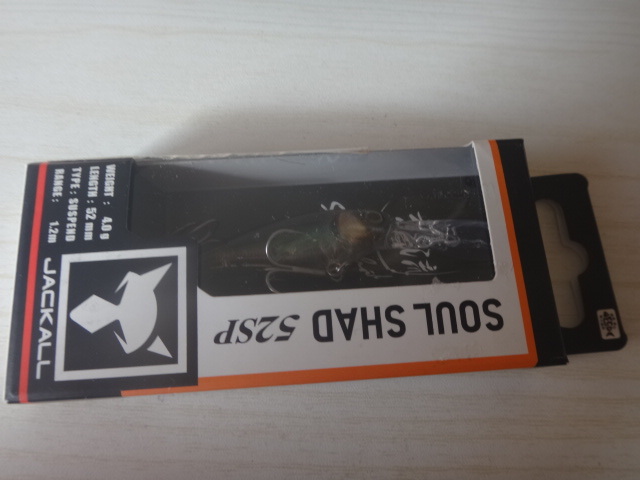 SOUL SHAD 52SP
JACKALL
WEIGHT : 4.0 g
LENGTH : 52 mm
TYPE : SUSPEND
RANGE : 1.2m